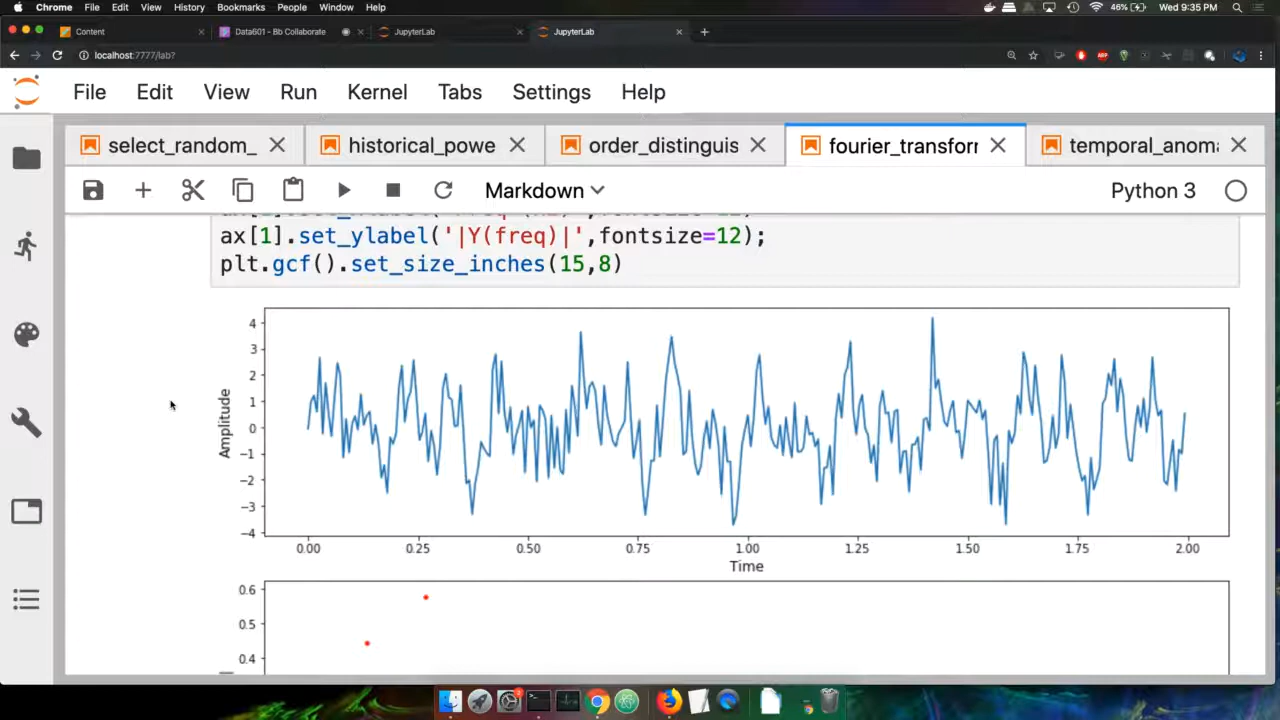 Chrome File Edit View History Bookmarks People Window Help 46% Wed 9:35 PM
Content Data601 - Bb Collaborate JupyterLab JupyterLab
localhost:7777/lab?
File Edit View Run Kernel Tabs Settings Help
select_random_ historical_powe order_distinguis fourier_transforr temporal_anoma
Markdown Python 3
ax[1].set_ylabel('|Y(freq)|',fontsize=12);
plt.gcf().set_size_inches(15,8)
4
3
2
1
0
−1
−2
−3
−4
Amplitude
0.00 0.25 0.50 0.75 1.00 1.25 1.50 1.75 2.00
Time
0.6
0.5
0.4